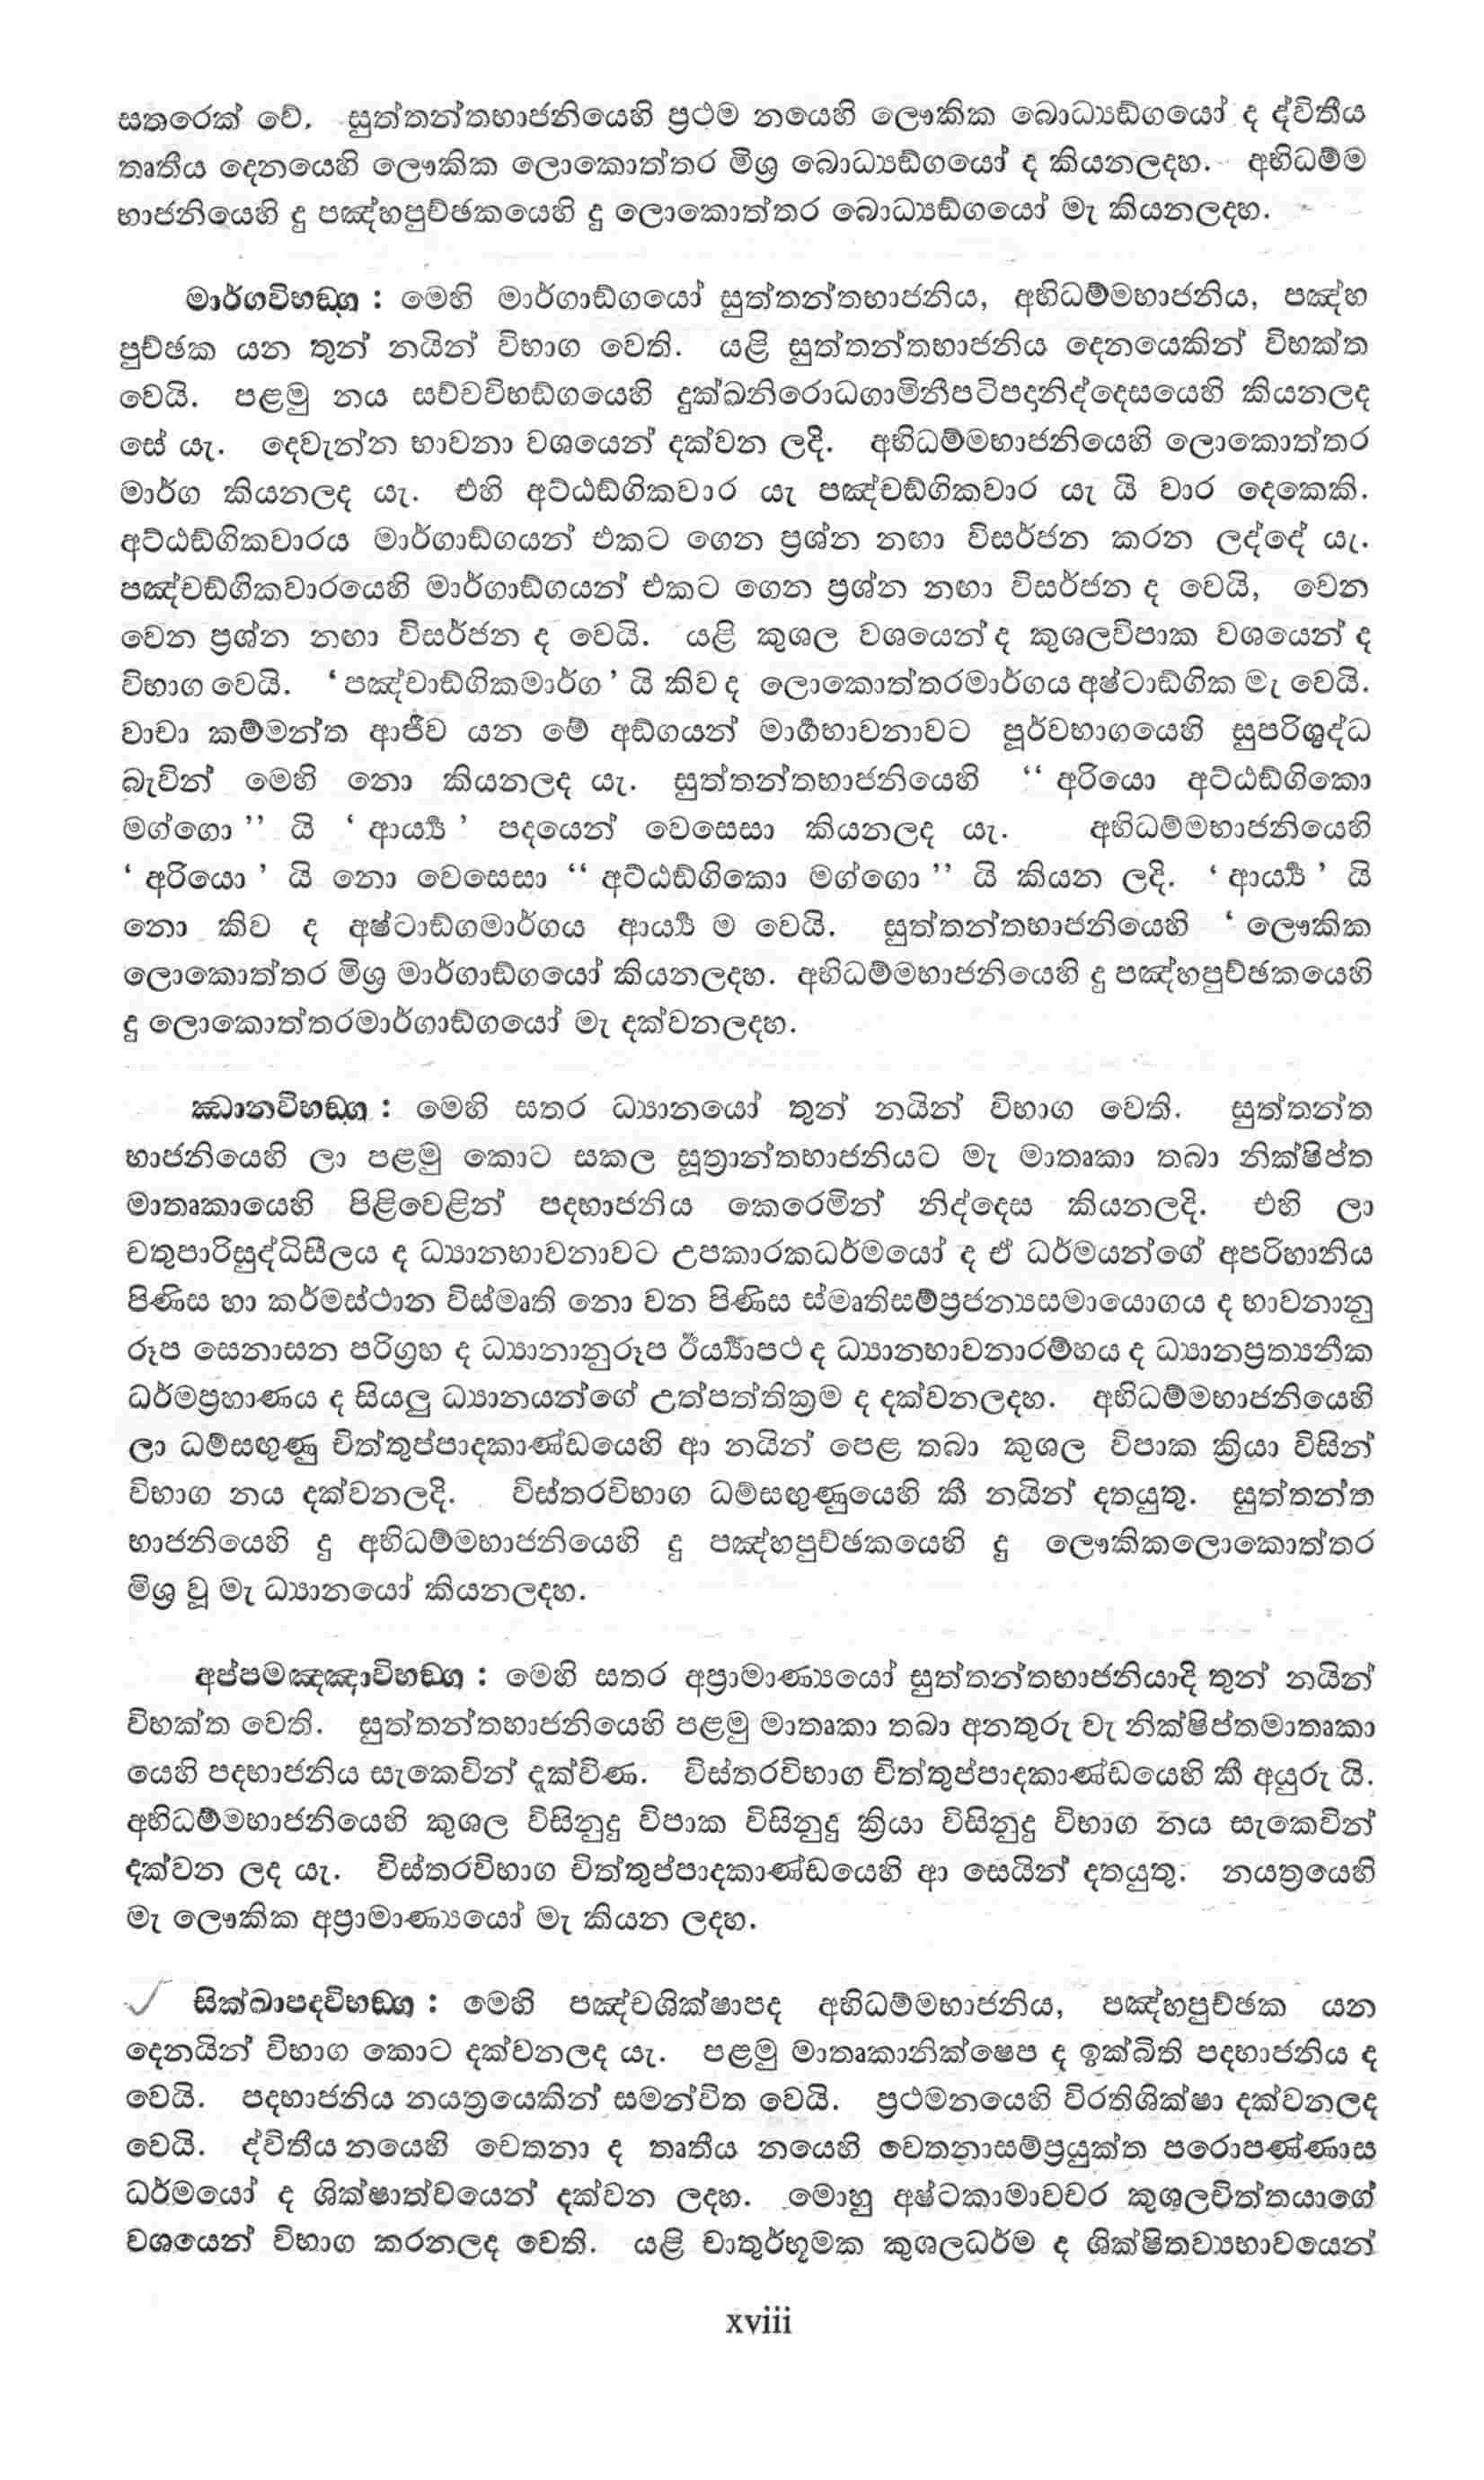 සතරෙක් වේ. සුත්තන්තභාජනියෙහි ප්‍රථම නයෙහි ලෞකික බොධ්‍යඞ්ගයෝ ද ද්විතීය
තෘතීය දෙනයෙහි ලෞකික ලොකොත්තර මිශ්‍ර බොධ්‍යඞ්ගයෝ ද කියනලදහ. අභිධම්ම
භාජනියෙහි දු පඤ්හපුච්ඡකයෙහි දු ලොකොත්තර බොධ්‍යඞ්ගයෝ මැ කියනලදහ.
මාර්ගවිභඞ්ග : මෙහි මාර්ගාඞ්ගයෝ සුත්තන්තභාජනිය, අභිධම්මභාජනිය, පඤ්හ
පුච්ඡක යන තුන් නයින් විභාග වෙති. යළි සුත්තන්තභාජනිය දෙනයෙකින් විභක්ත
වෙයි. පළමු නය සච්චවිභඞ්ගයෙහි දුක්ඛනිරොධගාමිනීපටිපදානිද්දෙසයෙහි කියනලද
සේ යැ. දෙවැන්න භාවනා වශයෙන් දක්වන ලදි. අභිධම්මභාජනියෙහි ලොකොත්තර
මාර්ග කියනලද යැ. එහි අට්ඨඞ්ගිකවාර යැ පඤ්චඞ්ගිකවාර යැ යි වාර දෙකෙකි.
අට්ඨඞ්ගිකවාරය මාර්ගාඞ්ගයන් එකට ගෙන ප්‍රශ්න නඟා විසර්ජන කරන ලද්දේ යැ.
පඤ්චඞ්ගිකවාරයෙහි මාර්ගාඞ්ගයන් එකට ගෙන ප්‍රශ්න නඟා විසර්ජන ද වෙයි, වෙන
වෙන ප්‍රශ්න නඟා විසර්ජන ද වෙයි. යළි කුශල වශයෙන් ද කුශලවිපාක වශයෙන් ද
විභාග වෙයි. ‘ පඤ්චාඞ්ගිකමාර්ග ’ යි කිව ද ලොකොත්තරමාර්ගය අෂ්ටාඞ්ගික මැ වෙයි.
වාචා කම්මන්ත ආජීව යන මේ අඞ්ගයන් මාර්‍ගභාවනාවට පූර්වභාගයෙහි සුපරිශුද්ධ
බැවින් මෙහි නො කියනලද යැ. සුත්තන්තභාජනියෙහි “ අරියො අට්ඨඞ්ගිකො
මග්ගො ” යි ‘ ආර්‍ය්‍ය ’ පදයෙන් වෙසෙසා කියනලද යැ. අභිධම්මභාජනියෙහි
‘ අරියො ’ යි නො වෙසෙසා “ අට්ඨඞ්ගිකො මග්ගො ” යි කියන ලදි. ‘ ආර්‍ය්‍ය ’ යි
නො කිව ද අෂ්ටාඞ්ගමාර්ගය ආර්‍ය්‍ය ම වෙයි. සුත්තන්තභාජනියෙහි ‘ ලෞකික
ලොකොත්තර මිශ්‍ර මාර්ගාඞ්ගයෝ කියනලදහ. අභිධම්මභාජනියෙහි දු පඤ්හපුච්ඡකයෙහි
දු ලොකොත්තරමාර්ගාඞ්ගයෝ මැ දක්වනලදහ.
ඣානවිභඞ්ග : මෙහි සතර ධ්‍යානයෝ තුන් නයින් විභාග වෙති. සුත්තන්ත
භාජනියෙහි ලා පළමු කොට සකල සූත්‍රාන්තභාජනියට මැ මාතෘකා තබා නික්ෂිප්ත
මාතෘකායෙහි පිළිවෙළින් පදභාජනිය කෙරෙමින් නිද්දෙස කියනලදි. එහි ලා
චතුපාරිසුද්ධිසීලය ද ධ්‍යානභාවනාවට උපකාරකධර්මයෝ ද ඒ ධර්මයන්ගේ අපරිහානිය
පිණිස හා කර්මස්ථාන විස්මෘති නො වන පිණිස ස්මෘතිසම්ප්‍රජන්‍යසමායොගය ද භාවනානු
රූප සෙනාසන පරිග්‍රහ ද ධ්‍යානානුරූප ඊර්‍ය්‍යාපථ ද ධ්‍යානභාවනාරම්භය ද ධ්‍යානප්‍රත්‍යනීක
ධර්මප්‍රහාණය ද සියලු ධ්‍යානයන්ගේ උත්පත්තික්‍රම ද දක්වනලදහ. අභිධම්මභාජනියෙහි
ලා ධම්සඟුණු චිත්තුප්පාදකාණ්ඩයෙහි ආ නයින් පෙළ තබා කුශල විපාක ක්‍රියා විසින්
විභාග නය දක්වනලදි. විස්තරවිභාග ධම්සඟුණුයෙහි කී නයින් දතයුතු. සුත්තන්ත
භාජනියෙහි දු අභිධම්මභාජනියෙහි දු පඤ්හපුච්ඡකයෙහි දු ලෞකිකලොකොත්තර
මිශ්‍ර වූ මැ ධ්‍යානයෝ කියනලදහ.
අප්පමඤ්ඤාවිභඞ්ග : මෙහි සතර අප්‍රාමාණ්‍යයෝ සුත්තන්තභාජනියාදි තුන් නයින්
විභක්ත වෙති. සුත්තන්තභාජනියෙහි පළමු මාතෘකා තබා අනතුරු වැ නික්ෂිප්තමාතෘකා
යෙහි පදභාජනිය සැකෙවින් දැක්විණ. විස්තරවිභාග චිත්තුප්පාදකාණ්ඩයෙහි කී අයුරු යි.
අභිධම්මභාජනියෙහි කුශල විසිනුදු විපාක විසිනුදු ක්‍රියා විසිනුදු විභාග නය සැකෙවින්
දක්වන ලද යැ. විස්තරවිභාග චිත්තුප්පාදකාණ්ඩයෙහි ආ සෙයින් දතයුතු. නයත්‍රයෙහි
මැ ලෞකික අප්‍රාමාණ්‍යයෝ මැ කියන ලදහ.
සික්ඛාපදවිභඞ්ග : මෙහි පඤ්චශික්ෂාපද අභිධම්මභාජනිය, පඤ්හපුච්ඡක යන
දෙනයින් විභාග කොට දක්වනලද යැ. පළමු මාතෘකානික්ෂෙප ද ඉක්බිති පදභාජනිය ද
වෙයි. පදභාජනිය නයත්‍රයෙකින් සමන්විත වෙයි. ප්‍රථමනයෙහි විරතිශික්ෂා දක්වනලද
වෙයි. ද්විතීය නයෙහි චෙතනා ද තෘතීය නයෙහි චෙතනාසම්ප්‍රයුක්ත පරොපණ්ණාස
ධර්මයෝ ද ශික්ෂාත්වයෙන් දක්වන ලදහ. මොහු අෂ්ටකාමාවචර කුශලචිත්තයාගේ
වශයෙන් විභාග කරනලද වෙති. යළි චාතුර්භූමක කුශලධර්ම ද ශික්ෂිතව්‍යභාවයෙන්
xviii